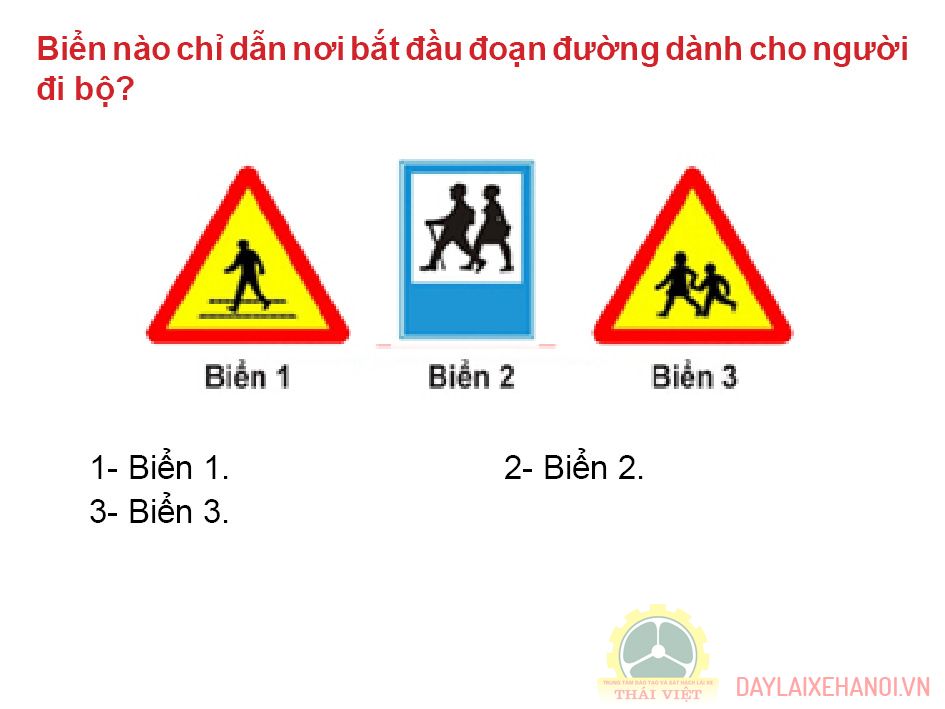 Biển nào chỉ dẫn nơi bắt đầu đoạn đường dành cho người
đi bộ?
Biển 1 Biển 2 Biển 3
1- Biển 1. 2- Biển 2.
3- Biển 3.
TRUNG TÂM ĐÀO TẠO VÀ SÁT HẠCH LÁI XE
THÁI VIỆT
DAYLAIXEHANOI.VN